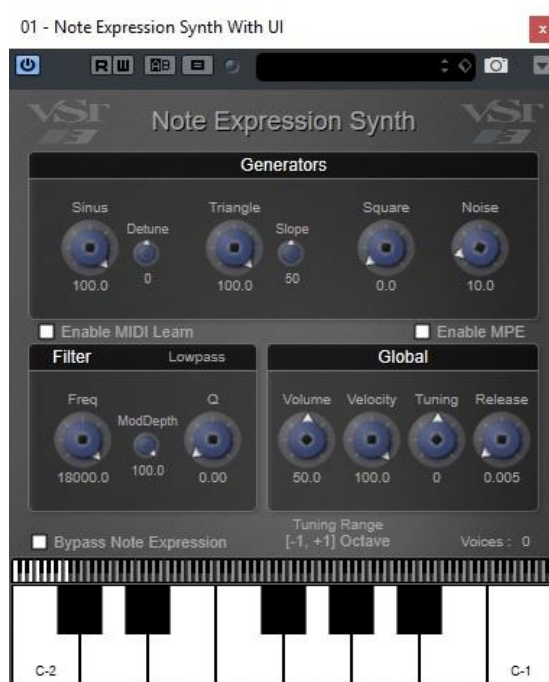 01 - Note Expression Synth With UI
x
R W AB
VST 3 Note Expression Synth VST 3
Generators
Sinus Triangle Square Noise
Detune Slope
100.0 0 100.0 50 0.0 10.0
Enable MIDI Learn Enable MPE
Filter Lowpass Global
Freq ModDepth Q Volume Velocity Tuning Release
18000.0 100.0 0.00 50.0 100.0 0 0.005
Tuning Range
Bypass Note Expression [-1, +1] Octave Voices : 0
C-2 C-1